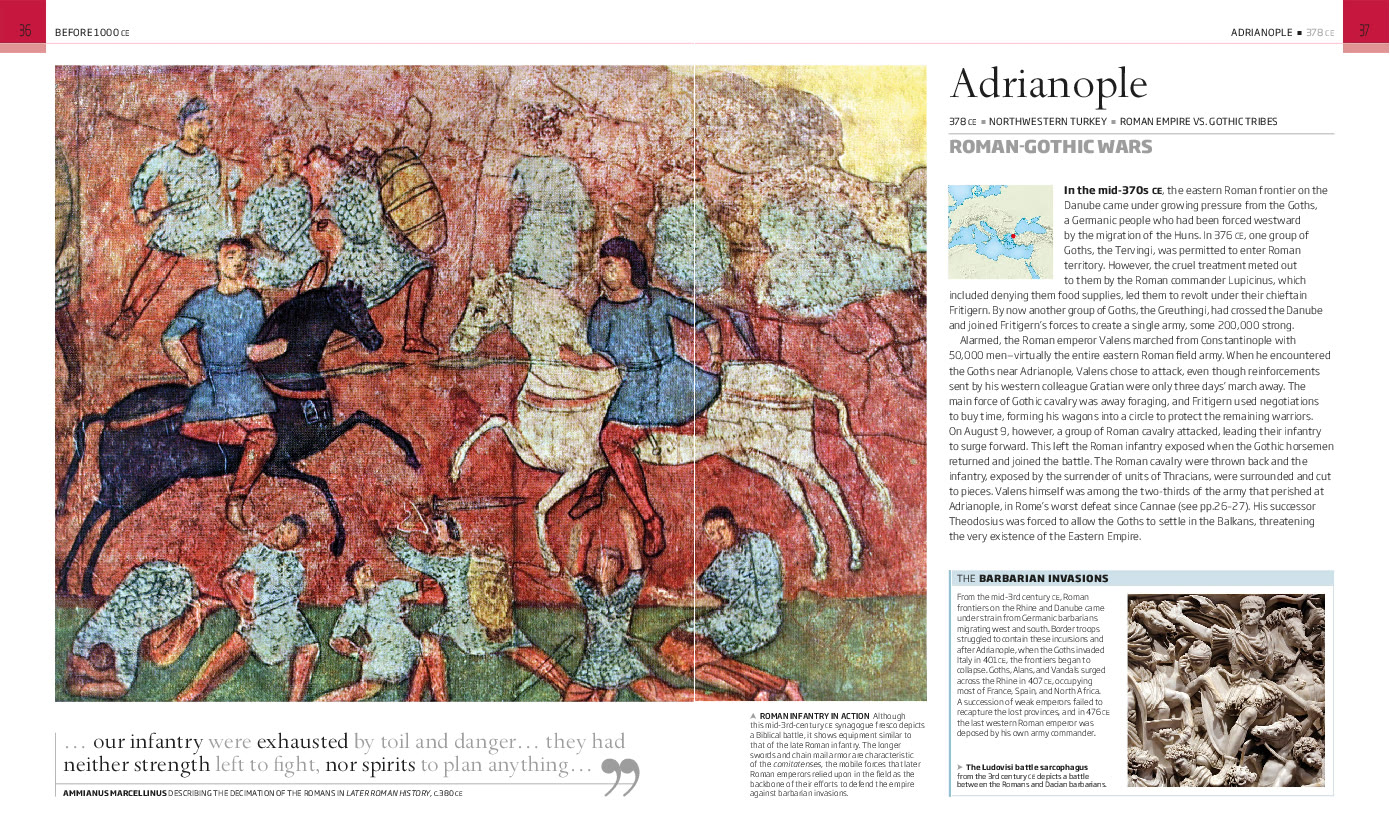 36
BEFORE 1000 CE
ADRIANOPLE ■ 378 CE
37
Adrianople
378 CE ■ NORTHWESTERN TURKEY ■ ROMAN EMPIRE VS. GOTHIC TRIBES
ROMAN-GOTHIC WARS
In the mid-370s CE, the eastern Roman frontier on the
Danube came under growing pressure from the Goths,
a Germanic people who had been forced westward
by the migration of the Huns. In 376 CE, one group of
Goths, the Tervingi, was permitted to enter Roman
territory. However, the cruel treatment meted out
to them by the Roman commander Lupicinus, which
included denying them food supplies, led them to revolt under their chieftain
Fritigern. By now another group of Goths, the Greuthingi, had crossed the Danube
and joined Fritigern's forces to create a single army, some 200,000 strong.
Alarmed, the Roman emperor Valens marched from Constantinople with
50,000 men—virtually the entire eastern Roman field army. When he encountered
the Goths near Adrianople, Valens chose to attack, even though reinforcements
sent by his western colleague Gratian were only three days' march away. The
main force of Gothic cavalry was away foraging, and Fritigern used negotiations
to buy time, forming his wagons into a circle to protect the remaining warriors.
On August 9, however, a group of Roman cavalry attacked, leading their infantry
to surge forward. This left the Roman infantry exposed when the Gothic horsemen
returned and joined the battle. The Roman cavalry were thrown back and the
infantry, exposed by the surrender of units of Thracians, were surrounded and cut
to pieces. Valens himself was among the two-thirds of the army that perished at
Adrianople, in Rome's worst defeat since Cannae (see pp.26–27). His successor
Theodosius was forced to allow the Goths to settle in the Balkans, threatening
the very existence of the Eastern Empire.
THE BARBARIAN INVASIONS
From the mid-3rd century CE, Roman
frontiers on the Rhine and Danube came
under strain from Germanic barbarians
migrating west and south. Border troops
struggled to contain these incursions and
after Adrianople, when the Goths invaded
Italy in 401 CE, the frontiers began to
collapse. Goths, Alans, and Vandals surged
across the Rhine in 407 CE, occupying
most of France, Spain, and North Africa.
A succession of weak emperors failed to
recapture the lost provinces, and in 476 CE
the last western Roman emperor was
deposed by his own army commander.
➤ The Ludovisi battle sarcophagus
from the 3rd century CE depicts a battle
between the Romans and Dacian barbarians.
▲ ROMAN INFANTRY IN ACTION Although
this mid-3rd-century CE synagogue fresco depicts
a Biblical battle, it shows equipment similar to
that of the late Roman infantry. The longer
swords and chain mail armor are characteristic
of the comitatenses, the mobile forces that later
Roman emperors relied upon in the field as the
backbone of their efforts to defend the empire
against barbarian invasions.
… our infantry were exhausted by toil and danger… they had
neither strength left to fight, nor spirits to plan anything… ”
AMMIANUS MARCELLINUS DESCRIBING THE DECIMATION OF THE ROMANS IN LATER ROMAN HISTORY, c.380 CE